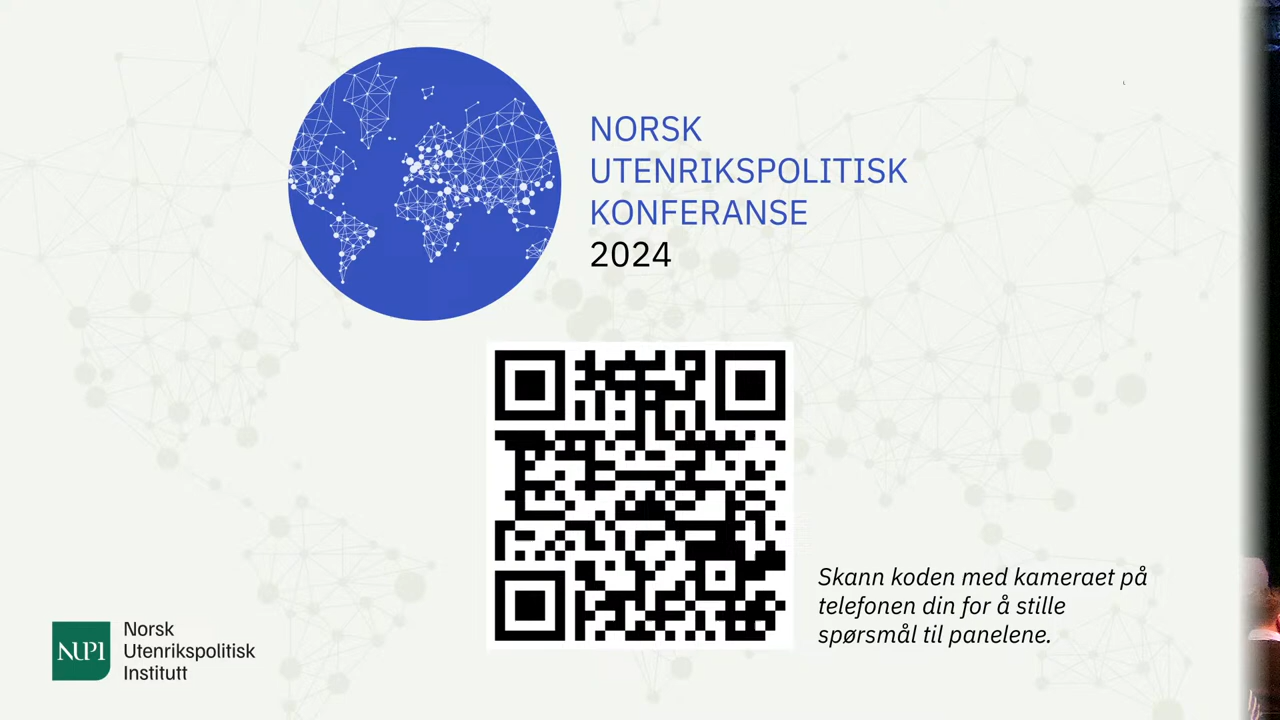 NORSK
UTENRIKSPOLITISK
KONFERANSE
2024
Skann koden med kameraet på
telefonen din for å stille
spørsmål til panelene.
NUPI
Norsk
Utenrikspolitisk
Institutt